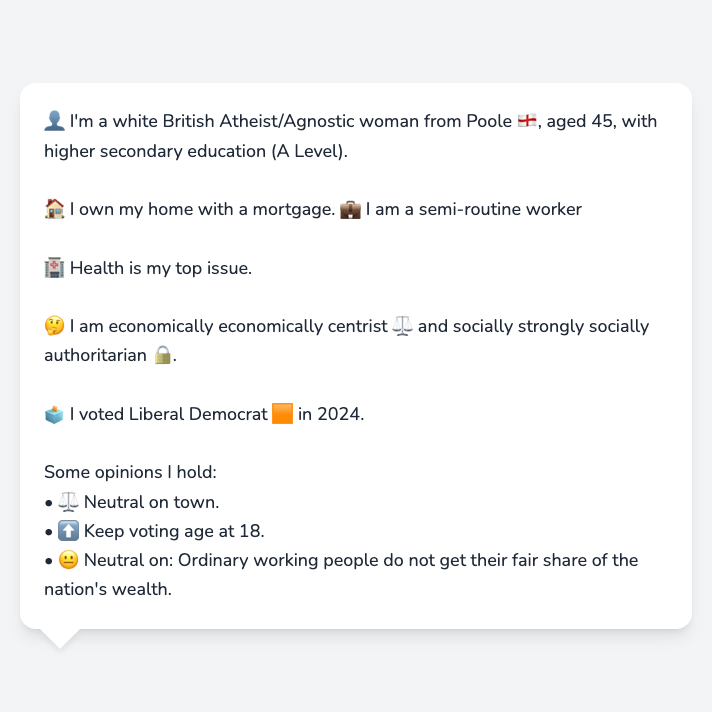 👤 I'm a white British Atheist/Agnostic woman from Poole 🏴󠁧󠁢󠁥󠁮󠁧󠁿, aged 45, with
higher secondary education (A Level).
🏠 I own my home with a mortgage. 💼 I am a semi-routine worker
🏥 Health is my top issue.
🤔 I am economically economically centrist ⚖️ and socially strongly socially
authoritarian 🔒.
🗳️ I voted Liberal Democrat 🟧 in 2024.
Some opinions I hold:
• ⚖️ Neutral on town.
• ⬆️ Keep voting age at 18.
• 😐 Neutral on: Ordinary working people do not get their fair share of the
nation's wealth.